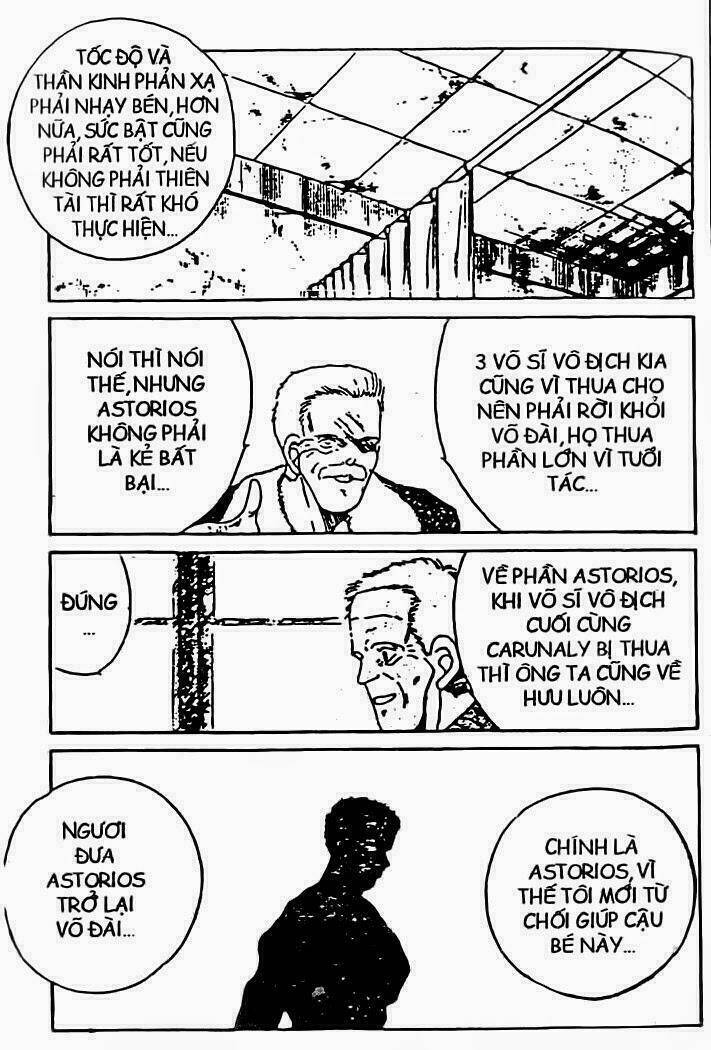 TỐC ĐỘ VÀ
THẦN KINH PHẢN XẠ
PHẢI NHẠY BÉN, HƠN
NỮA, SỨC BẬT CŨNG
PHẢI RẤT TỐT, NẾU
KHÔNG PHẢI THIÊN
TÀI THÌ RẤT KHÓ
THỰC HIỆN...
NÓI THÌ NÓI
THẾ, NHƯNG
ASTORIOS
KHÔNG PHẢI
LÀ KẺ BẤT
BẠI...
3 VÕ SĨ VÔ ĐỊCH KIA
CŨNG VÌ THUA CHO
NÊN PHẢI RỜI KHỎI
VÕ ĐÀI, HỌ THUA
PHẦN LỚN VÌ TUỔI
TÁC...
ĐÚNG
...
VỀ PHẦN ASTORIOS,
KHI VÕ SĨ VÔ ĐỊCH
CUỐI CÙNG
CARUNALY BỊ THUA
THÌ ÔNG TA CŨNG VỀ
HƯU LUÔN...
NGƯƠI
ĐƯA
ASTORIOS
TRỞ LẠI
VÕ ĐÀI...
CHÍNH LÀ
ASTORIOS, VÌ
THẾ TÔI MỚI TỪ
CHỐI GIÚP CẬU
BÉ NÀY...